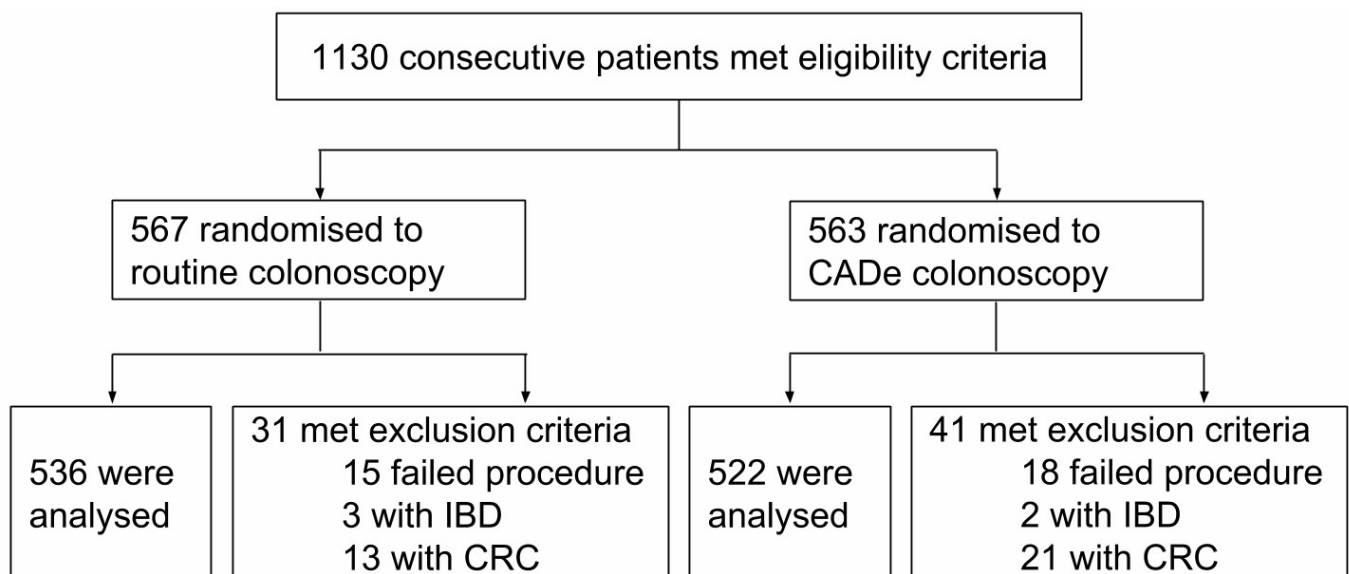 1130 consecutive patients met eligibility criteria
567 randomised to
routine colonoscopy
563 randomised to
CADe colonoscopy
536 were
analysed
31 met exclusion criteria
15 failed procedure
3 with IBD
13 with CRC
522 were
analysed
41 met exclusion criteria
18 failed procedure
2 with IBD
21 with CRC